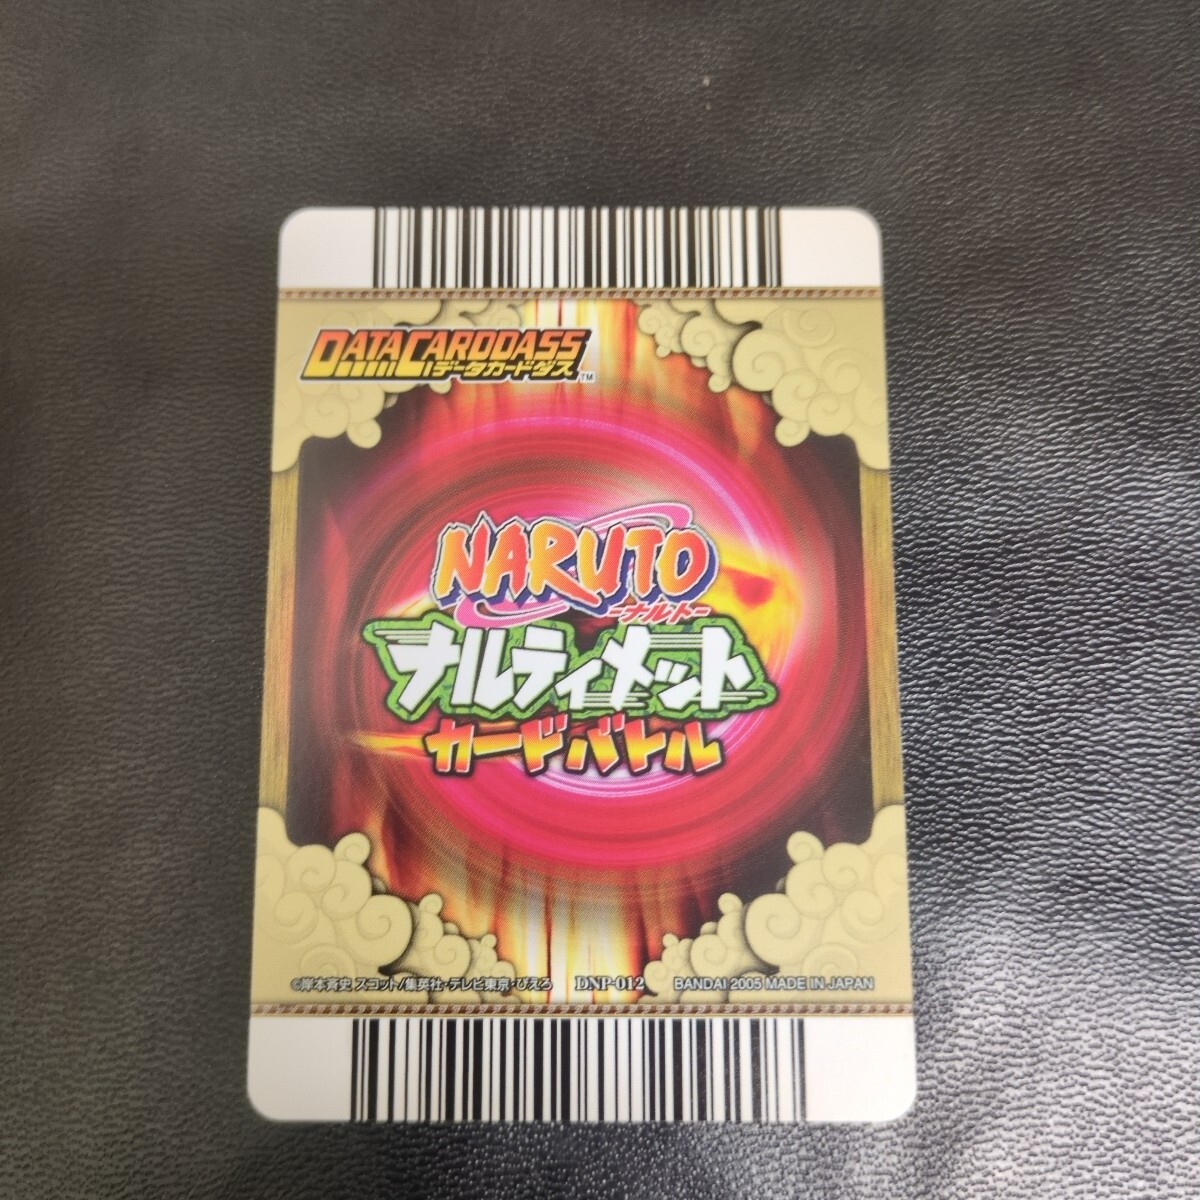 DATA CARDDASS
データカードダス TM
NARUTO
-ナルト-
ナルティメット
カードバトル
©岸本斉史 スコット/集英社・テレビ東京・ぴえろ DNP-012 BANDAI 2005 MADE IN JAPAN